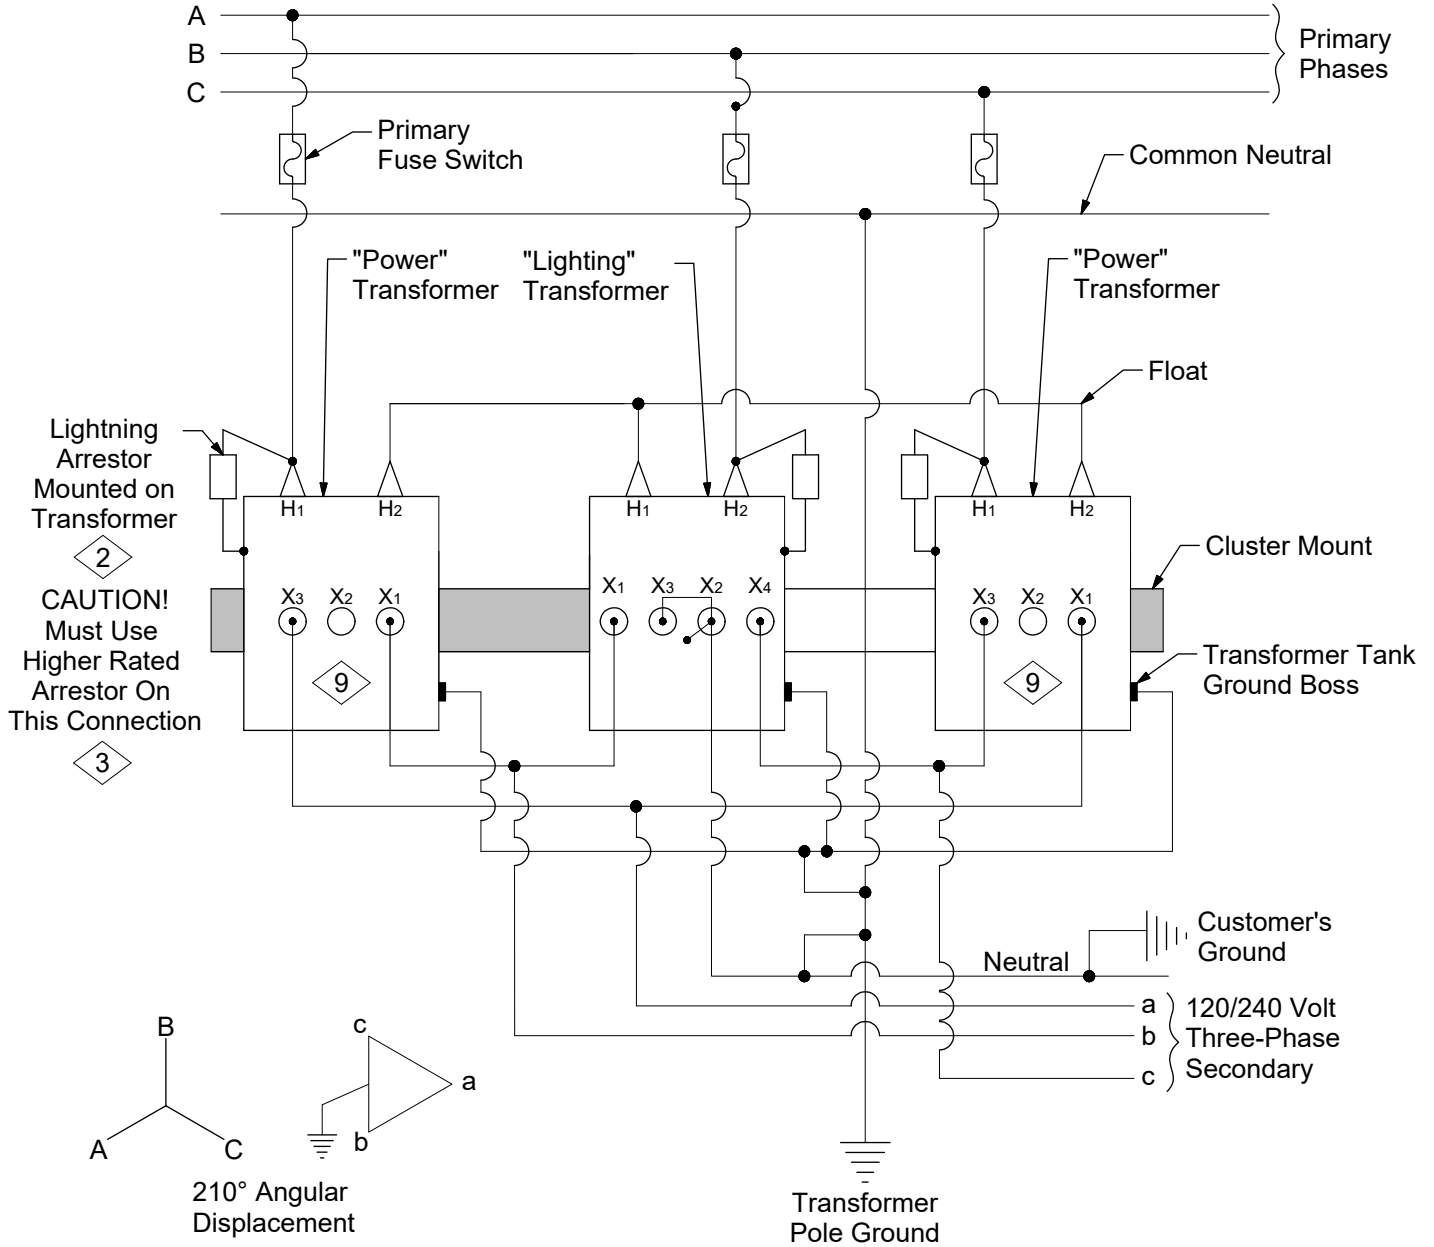 A
B
C
Primary
Phases
Primary
Fuse Switch
Common Neutral
"Power"
Transformer
"Lighting"
Transformer
"Power"
Transformer
Float
Lightning
Arrestor
Mounted on
Transformer
2
CAUTION!
Must Use
Higher Rated
Arrestor On
This Connection
3
H1 H2
H1 H2
H1 H2
Cluster Mount
X3 X2 X1
X1 X3 X2 X4
X3 X2 X1
9
9
Transformer Tank
Ground Boss
Customer's
Ground
Neutral
a
b
c
120/240 Volt
Three-Phase
Secondary
B
A
C
c
a
b
210° Angular
Displacement
Transformer
Pole Ground